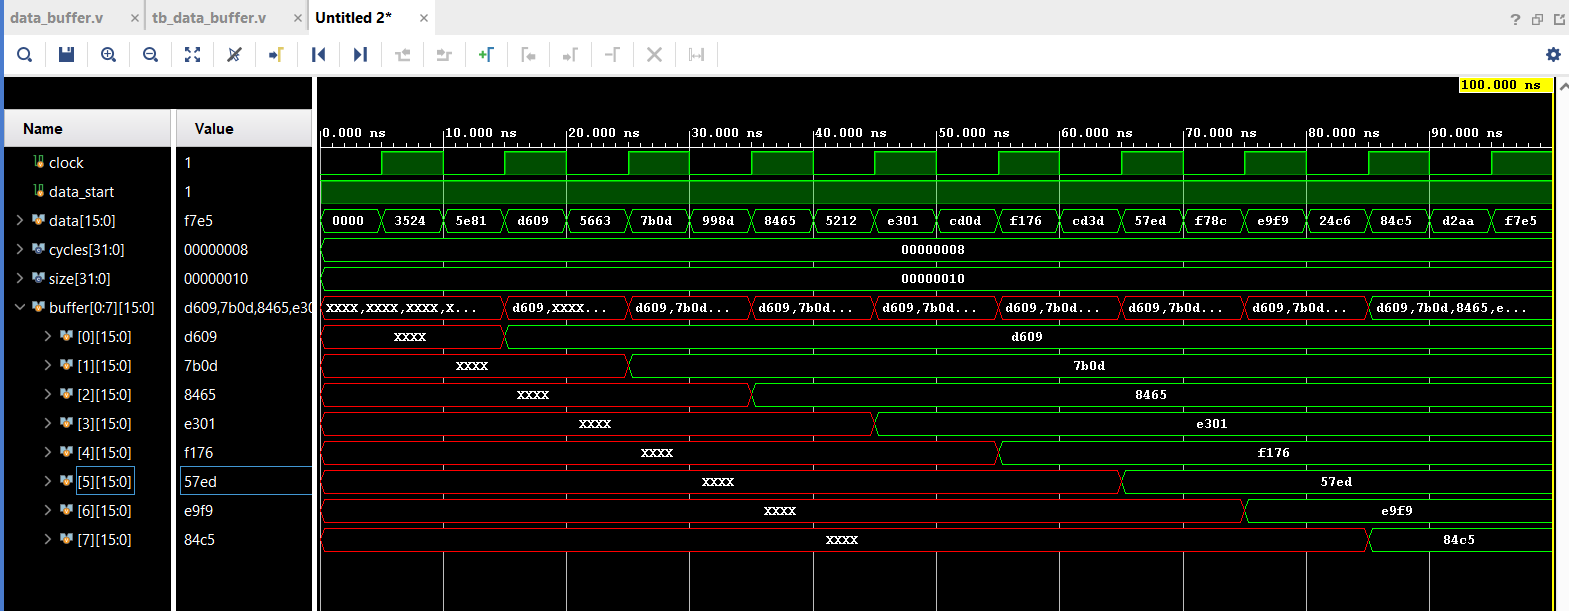 data_buffer.v × tb_data_buffer.v × Untitled 2* ×
100.000 ns
Name Value
0.000 ns 10.000 ns 20.000 ns 30.000 ns 40.000 ns 50.000 ns 60.000 ns 70.000 ns 80.000 ns 90.000 ns
clock 1
data_start 1
data[15:0] f7e5 0000 3524 5e81 d609 5663 7b0d 998d 8465 5212 e301 cd0d f176 cd3d 57ed f78c e9f9 24c6 84c5 d2aa f7e5
cycles[31:0] 00000008 00000008
size[31:0] 00000010 00000010
buffer[0:7][15:0] d609,7b0d,8465,e30 XXXX,XXXX,XXXX,X... d609,XXXX... d609,7b0d... d609,7b0d... d609,7b0d... d609,7b0d... d609,7b0d... d609,7b0d... d609,7b0d,8465,e...
[0][15:0] d609 XXXX d609
[1][15:0] 7b0d XXXX 7b0d
[2][15:0] 8465 XXXX 8465
[3][15:0] e301 XXXX e301
[4][15:0] f176 XXXX f176
[5][15:0] 57ed XXXX 57ed
[6][15:0] e9f9 XXXX e9f9
[7][15:0] 84c5 XXXX 84c5